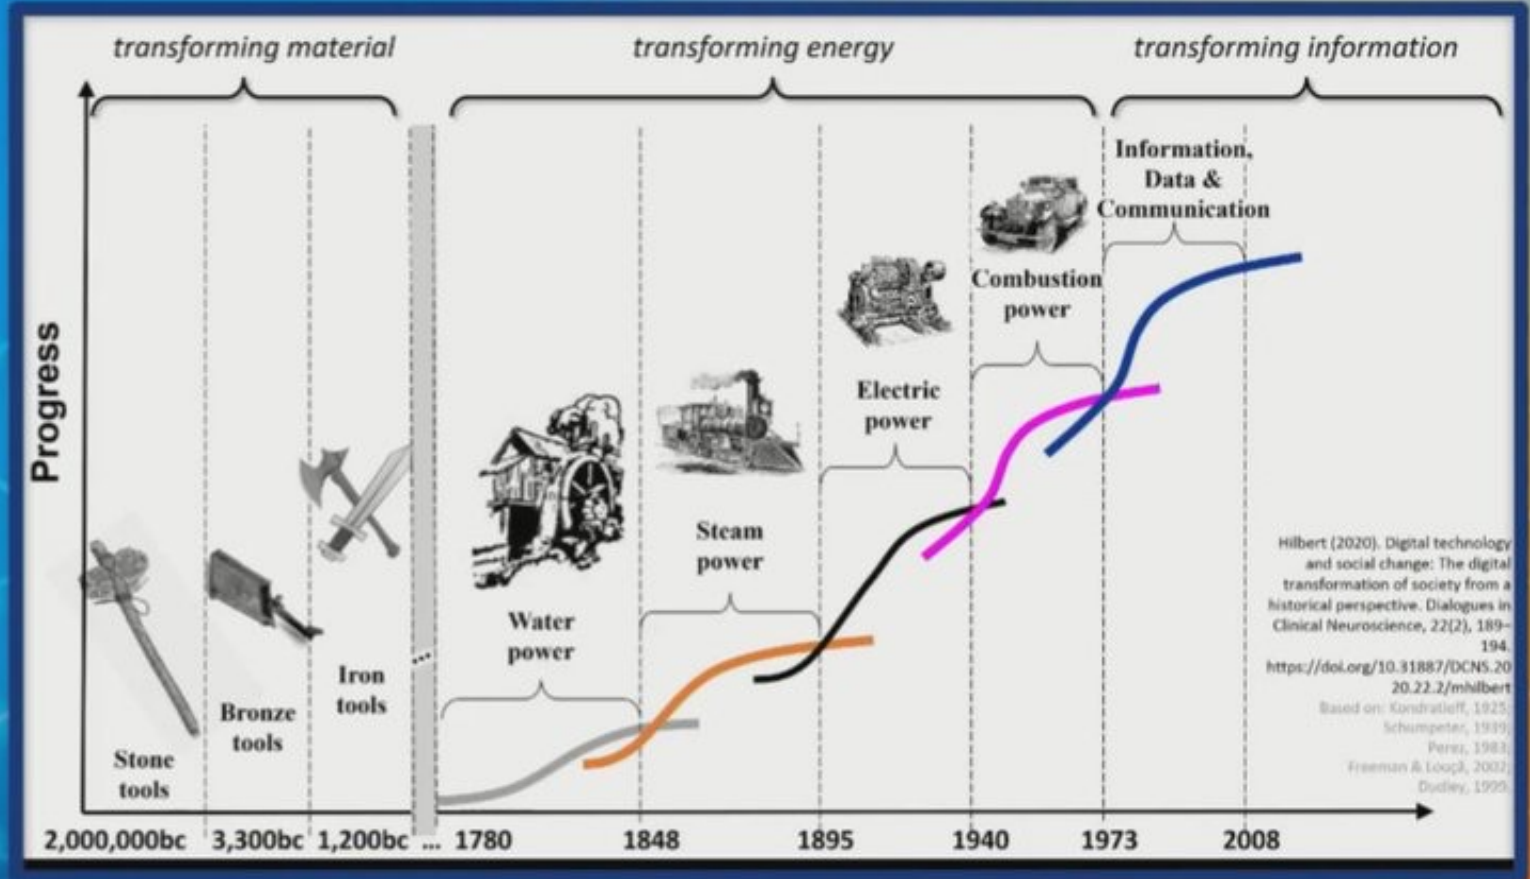 transforming material
transforming energy
transforming information
Progress
Stone
tools
Bronze
tools
Iron
tools
...
Water
power
Steam
power
Electric
power
Combustion
power
Information,
Data &
Communication
2,000,000bc
3,300bc
1,200bc
...
1780
1848
1895
1940
1973
2008
Hilbert (2020). Digital technology
and social change: The digital
transformation of society from a
historical perspective. Dialogues in
Clinical Neuroscience, 22(2), 189–
194.
https://doi.org/10.31887/DCNS.20
20.22.2/mhilbert
Based on: Kondratieff, 1925;
Schumpeter, 1939;
Perez, 1983;
Freeman & Louçã, 2002;
Dudley, 1999.